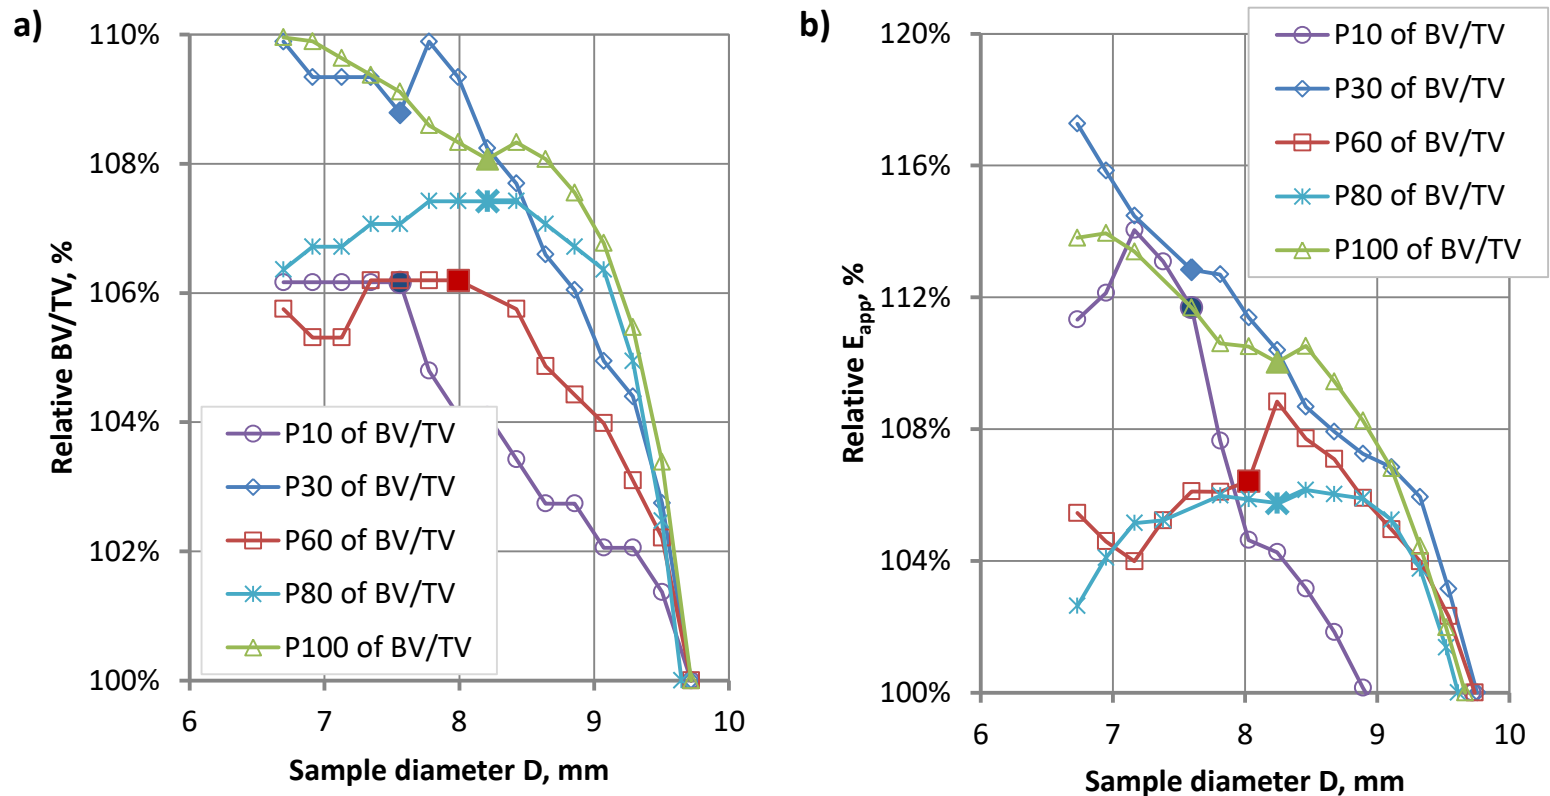 a)
110%
108%
106%
104%
102%
100%
Relative BV/TV, %
P10 of BV/TV
P30 of BV/TV
P60 of BV/TV
P80 of BV/TV
P100 of BV/TV
6 7 8 9 10
Sample diameter D, mm
b)
120%
116%
112%
108%
104%
100%
Relative Eapp, %
P10 of BV/TV
P30 of BV/TV
P60 of BV/TV
P80 of BV/TV
P100 of BV/TV
6 7 8 9 10
Sample diameter D, mm